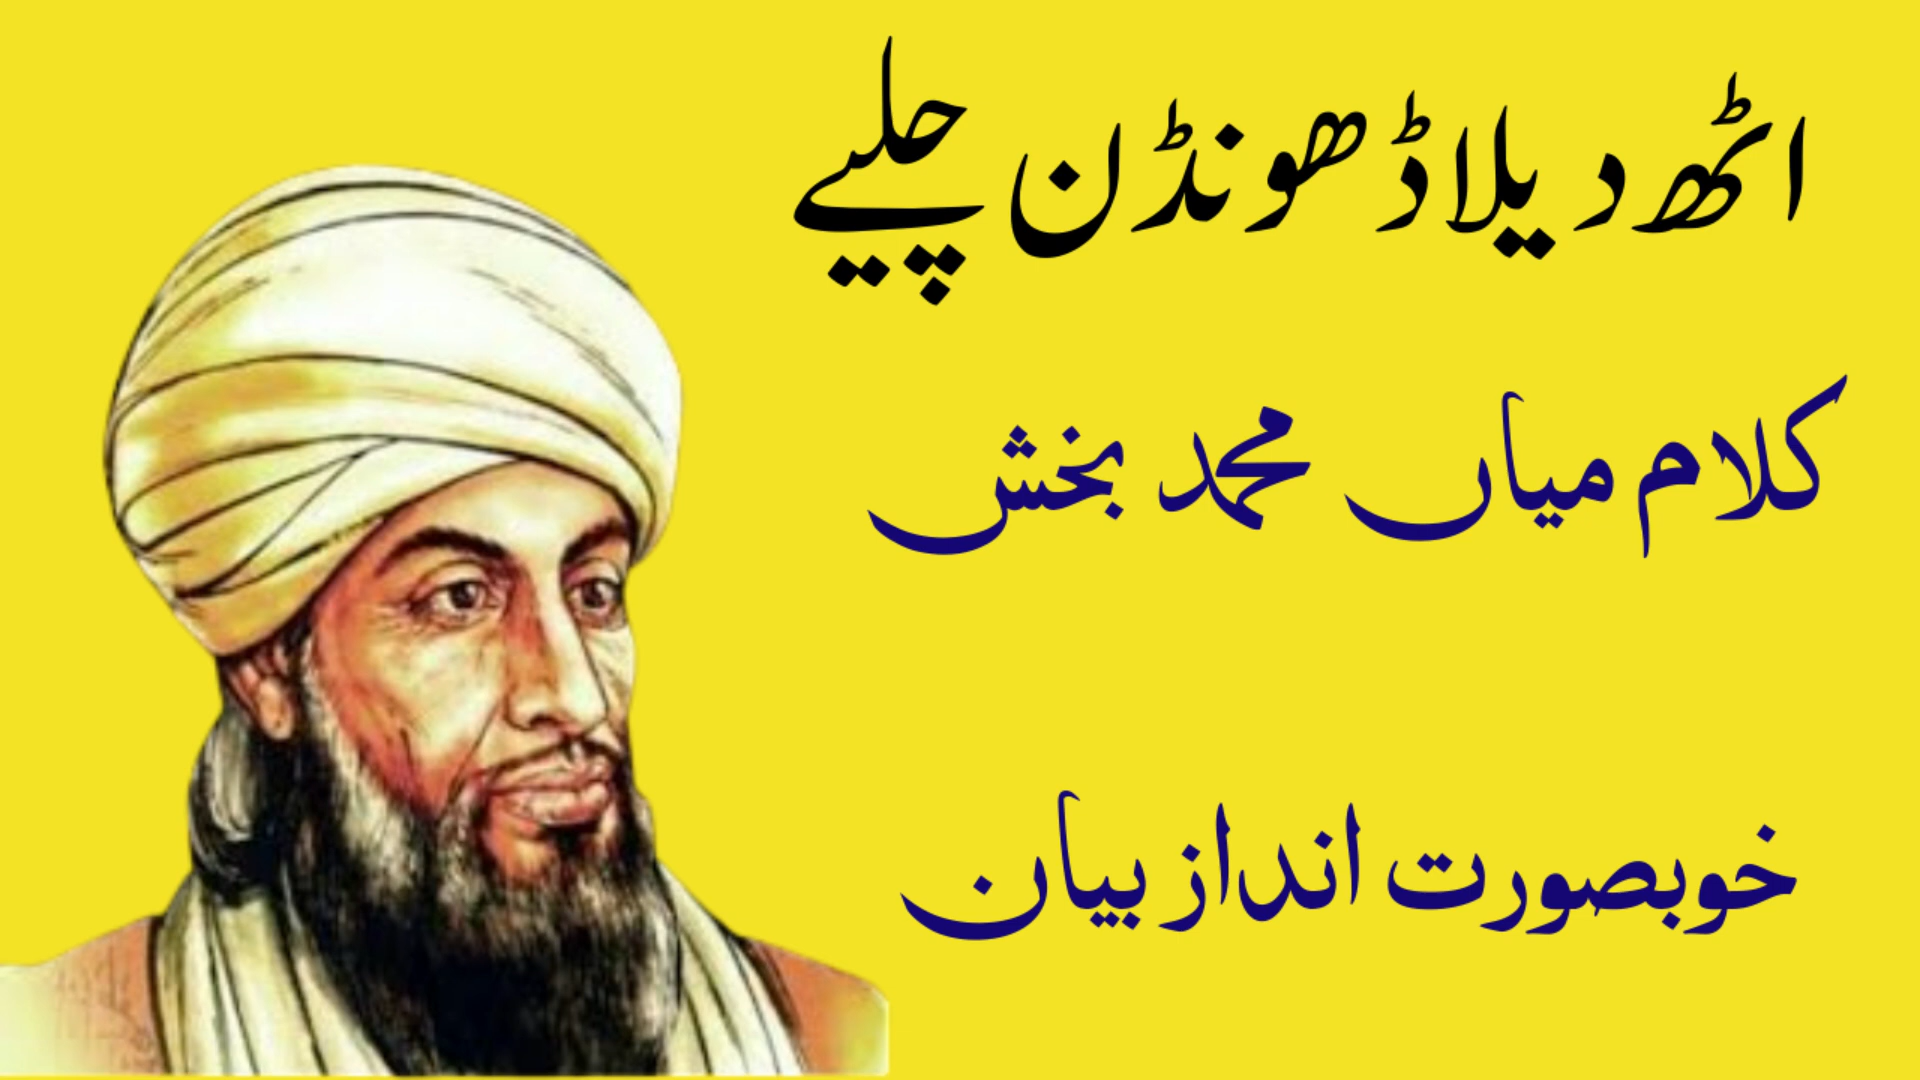 اٹھ دیلا ڈھونڈن چلیے
کلام میاں محمد بخش
خوبصورت انداز بیان